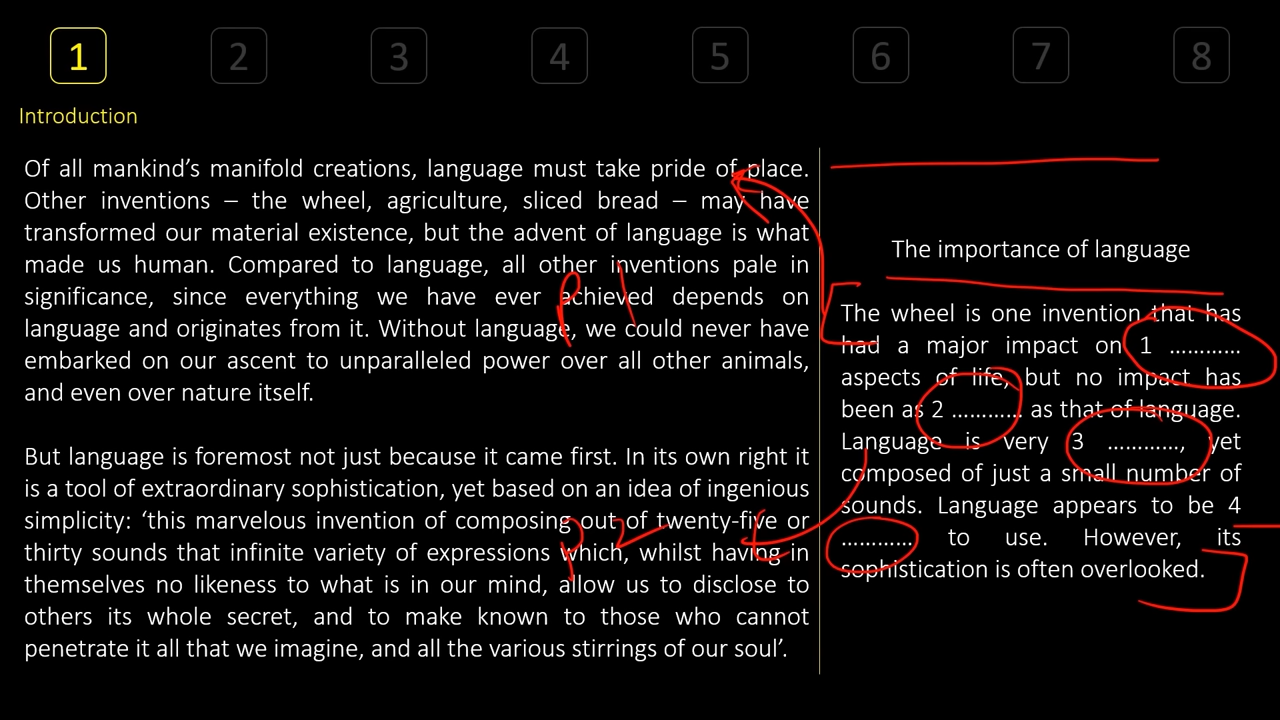 1 2 3 4 5 6 7 8
Introduction
Of all mankind’s manifold creations, language must take pride of place.
Other inventions – the wheel, agriculture, sliced bread – may have
transformed our material existence, but the advent of language is what
made us human. Compared to language, all other inventions pale in
significance, since everything we have ever achieved depends on
language and originates from it. Without language, we could never have
embarked on our ascent to unparalleled power over all other animals,
and even over nature itself.
P1
But language is foremost not just because it came first. In its own right it
is a tool of extraordinary sophistication, yet based on an idea of ingenious
simplicity: ‘this marvelous invention of composing out of twenty-five or
thirty sounds that infinite variety of expressions which, whilst having in
themselves no likeness to what is in our mind, allow us to disclose to
others its whole secret, and to make known to those who cannot
penetrate it all that we imagine, and all the various stirrings of our soul’.
P2
The importance of language
The wheel is one invention that has
had a major impact on 1 …………
aspects of life, but no impact has
been as 2 ………… as that of language.
Language is very 3 …………, yet
composed of just a small number of
sounds. Language appears to be 4
………… to use. However, its
sophistication is often overlooked.